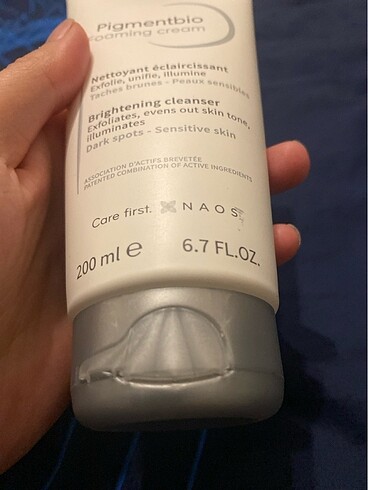 Pigmentbio
foaming cream
Nettoyant éclaircissant
Exfolie, unifie, illumine
Taches brunes - Peaux sensibles
Brightening cleanser
Exfoliates, evens out skin tone,
illuminates
Dark spots - Sensitive skin
ASSOCIATION D'ACTIFS BREVETÉE
PATENTED COMBINATION OF ACTIVE INGREDIENTS
Care first. NAOS
200 ml e 6.7 FL.OZ.